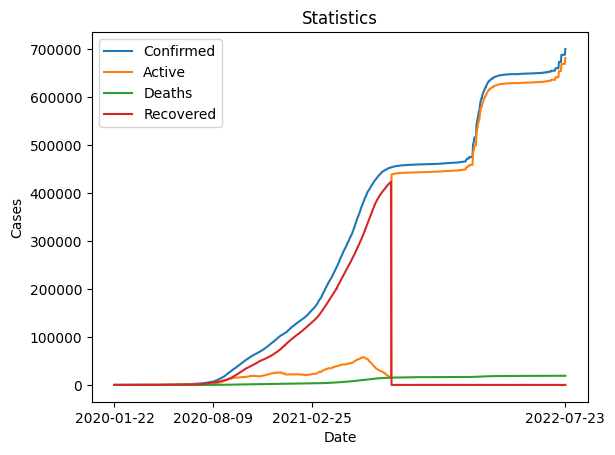 Statistics
Confirmed
Active
Deaths
Recovered
700000
600000
500000
400000
300000
200000
100000
0
Cases
2020-01-22 2020-08-09 2021-02-25 2022-07-23
Date